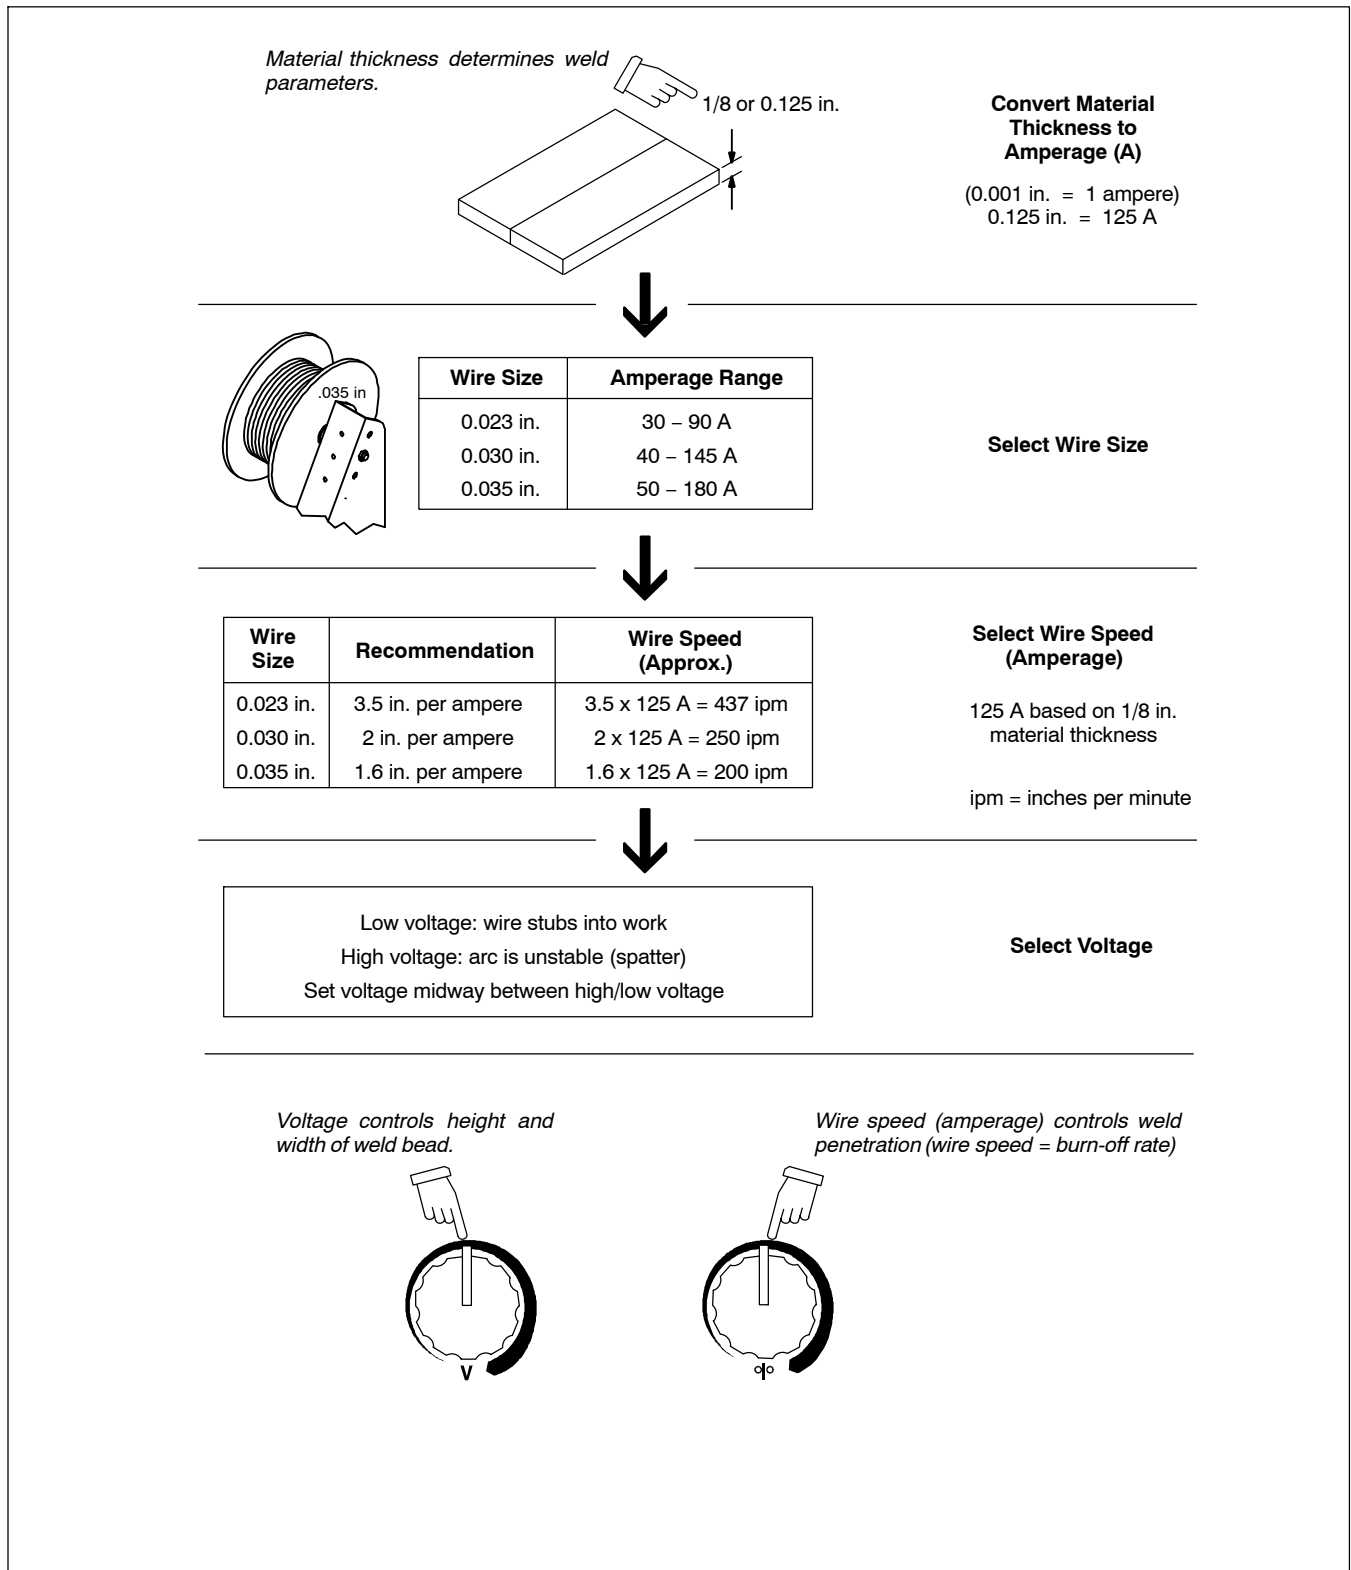 Material thickness determines weld
parameters.
1/8 or 0.125 in.
Convert Material
Thickness to
Amperage (A)
(0.001 in. = 1 ampere)
0.125 in. = 125 A
.035 in
Wire Size Amperage Range
0.023 in. 30 – 90 A
0.030 in. 40 – 145 A
0.035 in. 50 – 180 A
Select Wire Size
Wire
Size
Recommendation
Wire Speed
(Approx.)
0.023 in. 3.5 in. per ampere 3.5 x 125 A = 437 ipm
0.030 in. 2 in. per ampere 2 x 125 A = 250 ipm
0.035 in. 1.6 in. per ampere 1.6 x 125 A = 200 ipm
Select Wire Speed
(Amperage)
125 A based on 1/8 in.
material thickness
ipm = inches per minute
Low voltage: wire stubs into work
High voltage: arc is unstable (spatter)
Set voltage midway between high/low voltage
Select Voltage
Voltage controls height and
width of weld bead.
Wire speed (amperage) controls weld
penetration (wire speed = burn-off rate)
V